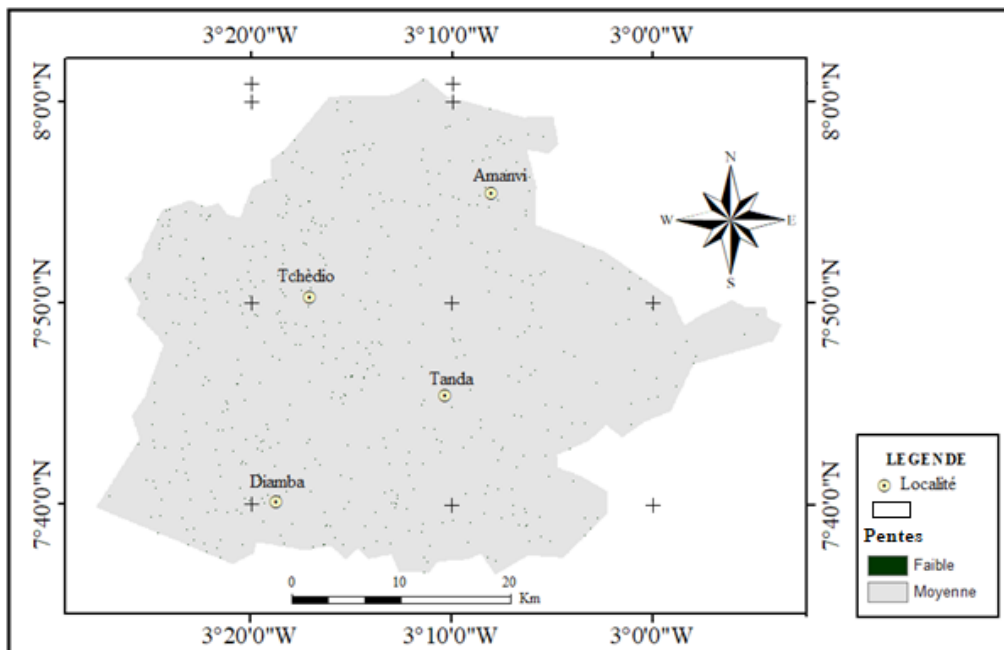 3°20'0"W 3°10'0"W 3°0'0"W
8°0'0"N 8°0'0"N
Amanvi
N
W E
S
Tchèdio
7°50'0"N 7°50'0"N
Tanda
LEGENDE
Localité
Diamba
7°40'0"N 7°40'0"N
Pentes
Faible
Moyenne
0 10 20
Km
3°20'0"W 3°10'0"W 3°0'0"W